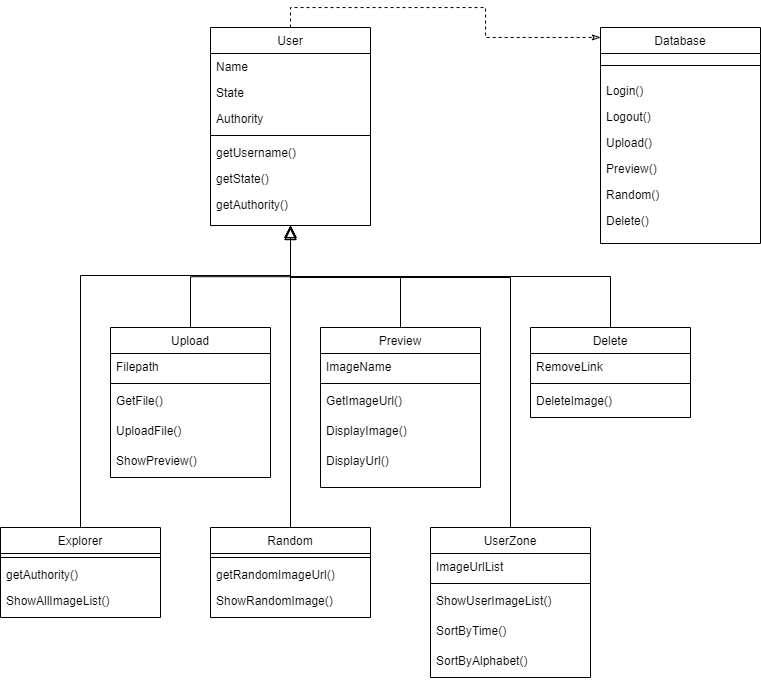 User
Name
State
Authority
getUsername()
getState()
getAuthority()
Database
Login()
Logout()
Upload()
Preview()
Random()
Delete()
Upload
Filepath
GetFile()
UploadFile()
ShowPreview()
Preview
ImageName
GetImageUrl()
DisplayImage()
DisplayUrl()
Delete
RemoveLink
DeleteImage()
Explorer
getAuthority()
ShowAllImageList()
Random
getRandomImageUrl()
ShowRandomImage()
UserZone
ImageUrlList
ShowUserImageList()
SortByTime()
SortByAlphabet()